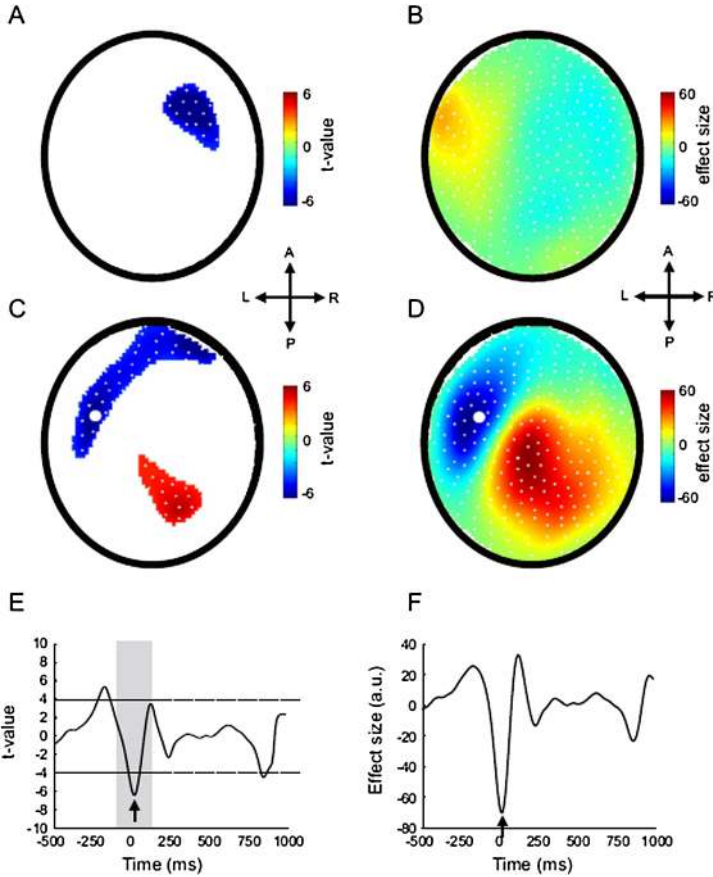 A
B
6
0
-6
t-value
60
0
-60
effect size
A
L
R
P
A
L
R
P
C
D
6
0
-6
t-value
60
0
-60
effect size
E
F
10
8
6
4
2
0
-2
-4
-6
-8
-10
t-value
-500
-250
0
250
500
750
1000
Time (ms)
40
20
0
-20
-40
-60
-80
Effect size (a.u.)
-500
-250
0
250
500
750
1000
Time (ms)